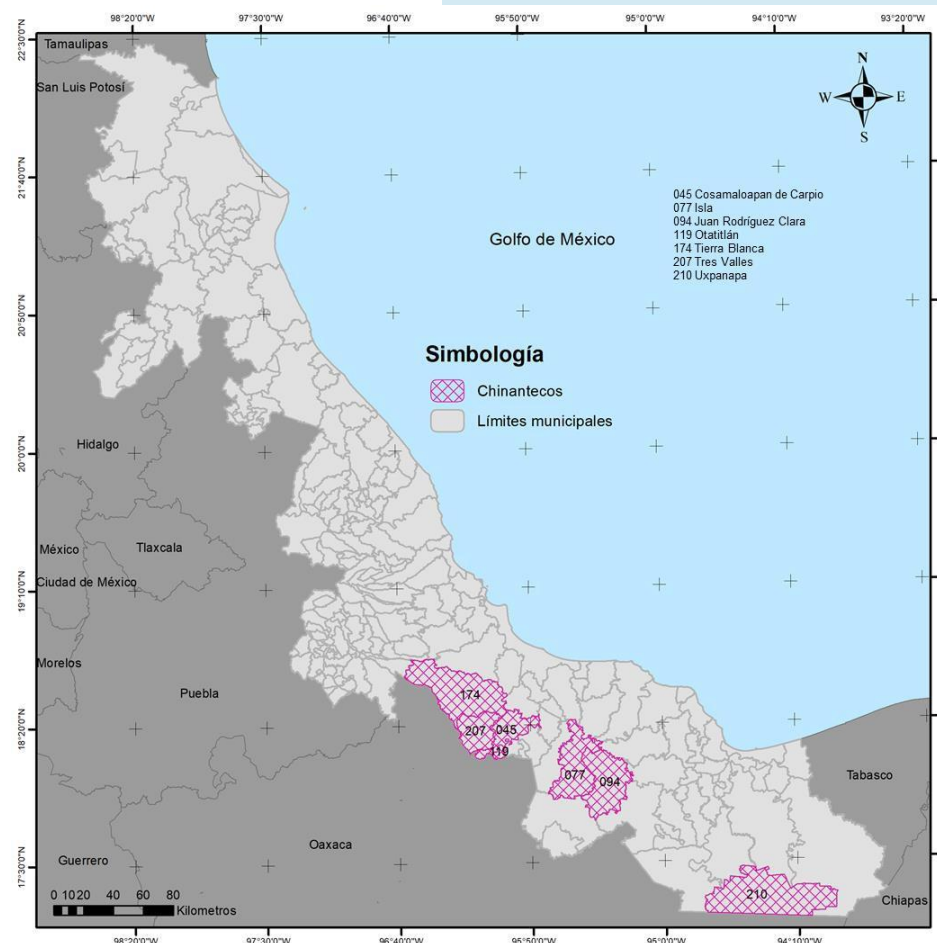 98°20'0"W 97°30'0"W 96°40'0"W 95°50'0"W 95°0'0"W 94°10'0"W 93°20'0"W
22°30'0"N
Tamaulipas
San Luis Potosí
N
W E
S
21°40'0"N
045 Cosamaloapan de Carpio
077 Isla
094 Juan Rodríguez Clara
119 Otatitlán
174 Tierra Blanca
207 Tres Valles
210 Uxpanapa
Golfo de México
20°50'0"N
Simbología
Chinantecos
Límites municipales
Hidalgo
20°0'0"N
México
Tlaxcala
Ciudad de México
19°10'0"N
Morelos
Puebla
174
18°20'0"N
207
045
119
077
094
Tabasco
Oaxaca
Guerrero
17°30'0"N
210
Chiapas
0 10 20 40 60 80
Kilometros
98°20'0"W 97°30'0"W 96°40'0"W 95°50'0"W 95°0'0"W 94°10'0"W